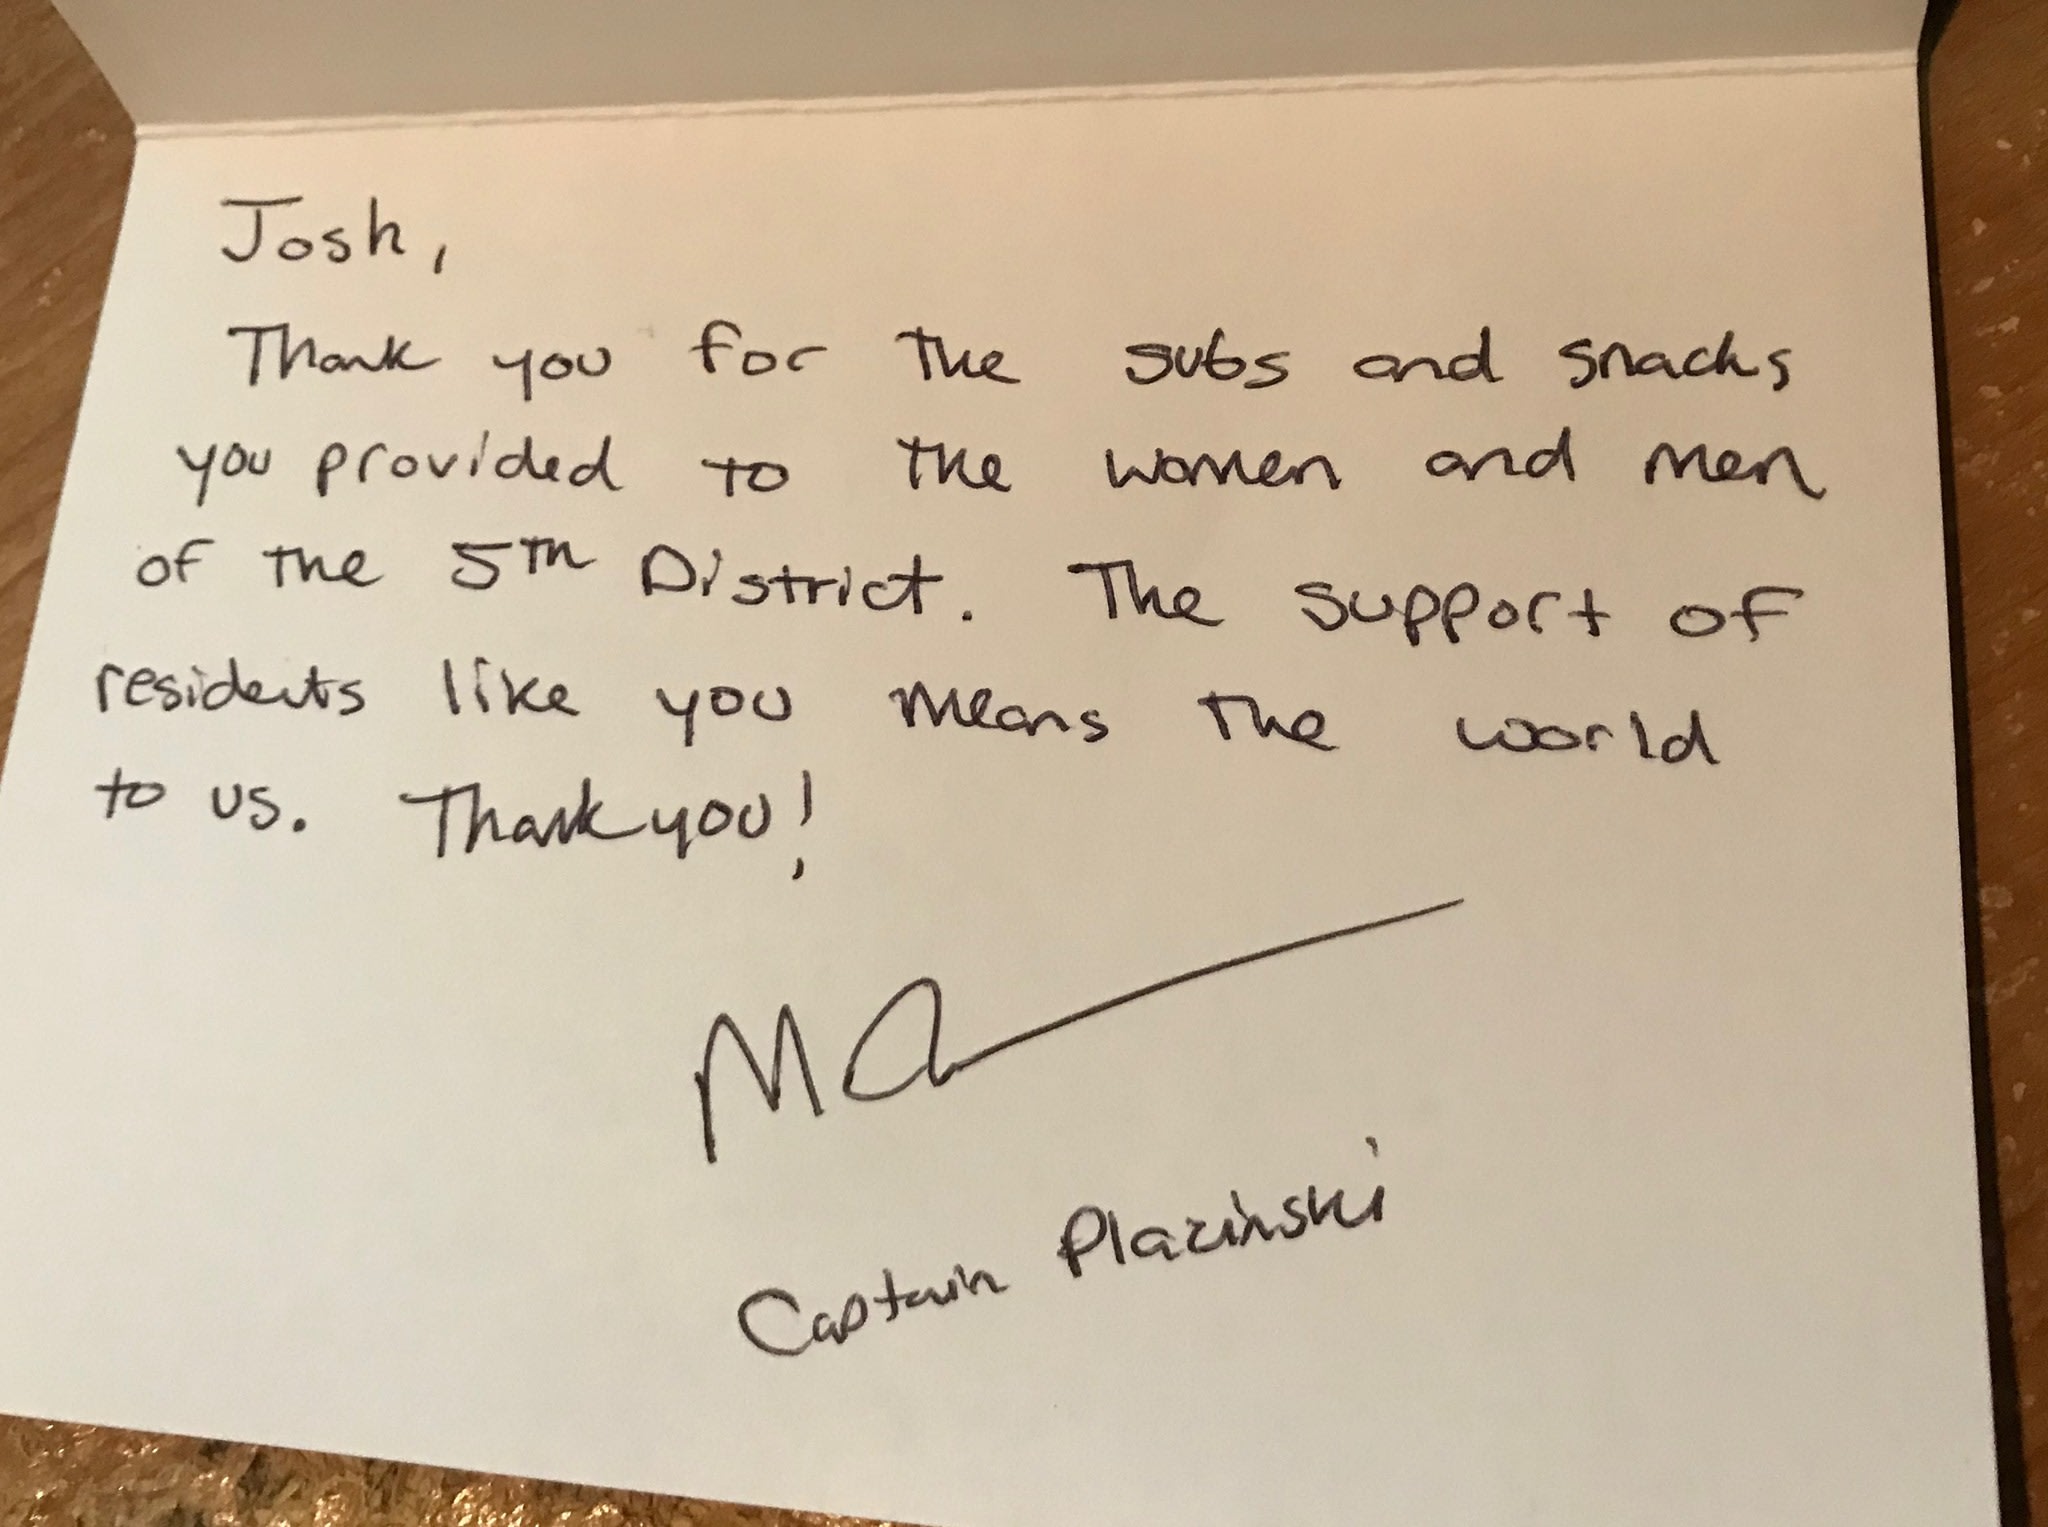 Josh,
Thank you for the subs and snacks
you provided to the women and men
of the 5th District. The support of
residents like you means the world
to us. Thank you!
Captain Plazinski